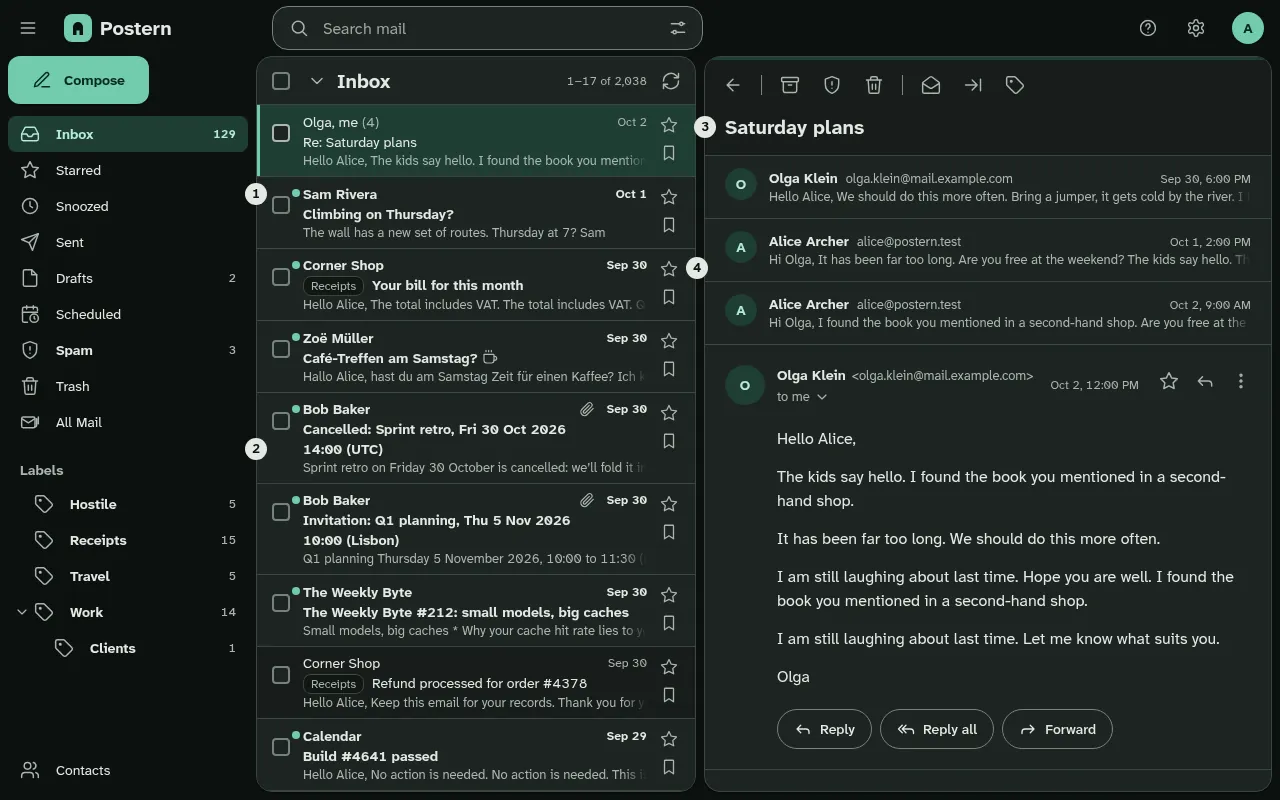 Postern
Search mail
A
Compose
Inbox 129
Starred
Snoozed
Sent
Drafts 2
Scheduled
Spam 3
Trash
All Mail
Labels
Hostile 5
Receipts 15
Travel 5
Work 14
Clients 1
Contacts
Inbox 1–17 of 2,038
Olga, me (4) Oct 2
Re: Saturday plans
Hello Alice, The kids say hello. I found the book you mention
1
Sam Rivera Oct 1
Climbing on Thursday?
The wall has a new set of routes. Thursday at 7? Sam
Corner Shop Sep 30
Receipts Your bill for this month
Hello Alice, The total includes VAT. The total includes VAT. G
Zoë Müller Sep 30
Café-Treffen am Samstag?
Hallo Alice, hast du am Samstag Zeit für einen Kaffee? Ich k
2
Bob Baker Sep 30
Cancelled: Sprint retro, Fri 30 Oct 2026
14:00 (UTC)
Sprint retro on Friday 30 October is cancelled: we'll fold it in
Bob Baker Sep 30
Invitation: Q1 planning, Thu 5 Nov 2026
10:00 (Lisbon)
Q1 planning Thursday 5 November 2026, 10:00 to 11:30 (
The Weekly Byte Sep 30
The Weekly Byte #212: small models, big caches
Small models, big caches * Why your cache hit rate lies to y
Corner Shop Sep 30
Receipts Refund processed for order #4378
Hello Alice, Keep this email for your records. Thank you for y
Calendar Sep 29
Build #4641 passed
Hello Alice, No action is needed. No action is needed. This i
3
Saturday plans
O
Olga Klein olga.klein@mail.example.com Sep 30, 6:00 PM
Hello Alice, We should do this more often. Bring a jumper, it gets cold by the river. I
4
A
Alice Archer alice@postern.test Oct 1, 2:00 PM
Hi Olga, It has been far too long. Are you free at the weekend? The kids say hello. Th
A
Alice Archer alice@postern.test Oct 2, 9:00 AM
Hi Olga, I found the book you mentioned in a second-hand shop. Are you free at the
O
Olga Klein <olga.klein@mail.example.com> Oct 2, 12:00 PM
to me
Hello Alice,
The kids say hello. I found the book you mentioned in a second-
hand shop.
It has been far too long. We should do this more often.
I am still laughing about last time. Hope you are well. I found the
book you mentioned in a second-hand shop.
I am still laughing about last time. Let me know what suits you.
Olga
Reply
Reply all
Forward